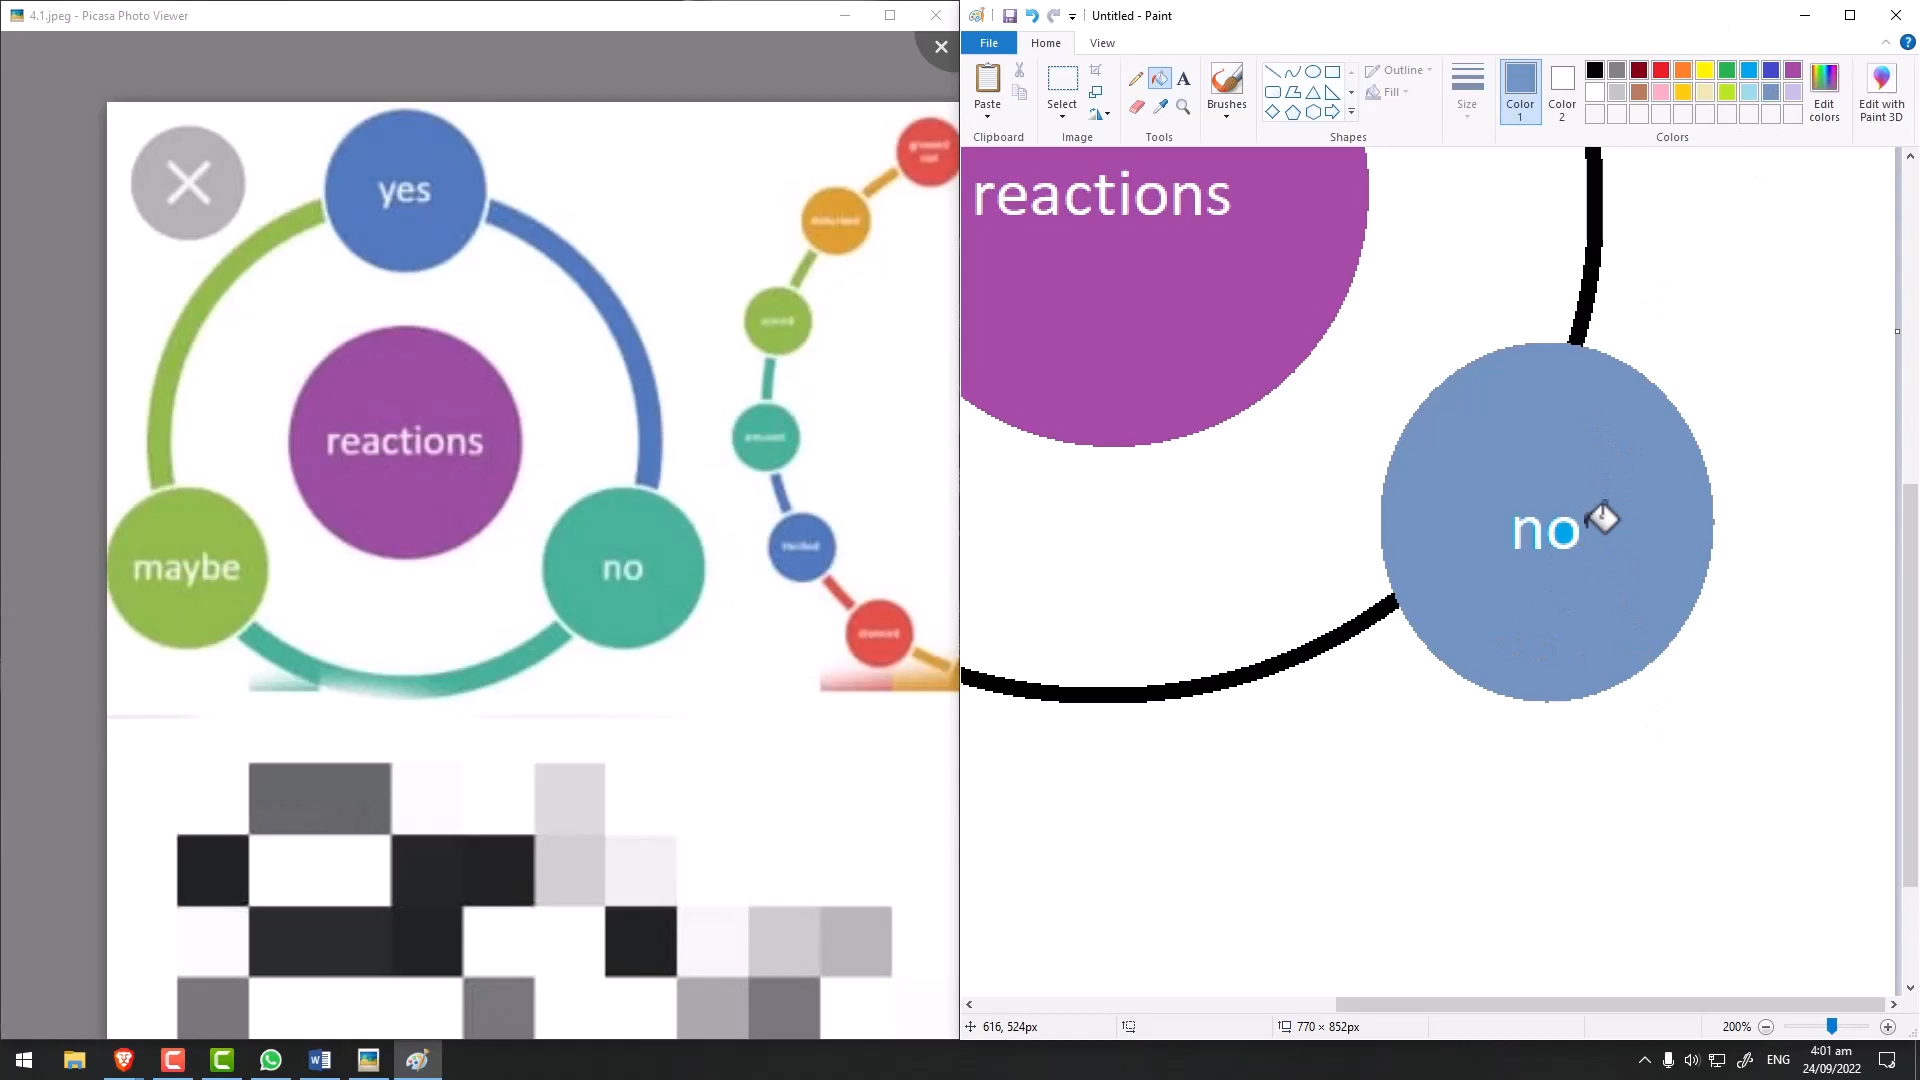 4.1.jpeg - Picasa Photo Viewer
yes
reactions
maybe
no
Untitled - Paint
File
Home
View
Paste
Select
Brushes
Outline
Fill
Size
Color
1
Color
2
Edit
colors
Edit with
Paint 3D
Clipboard
Image
Tools
Shapes
Colors
reactions
no
616, 524px
770 × 852px
200%
ENG
4:01 am
24/09/2022